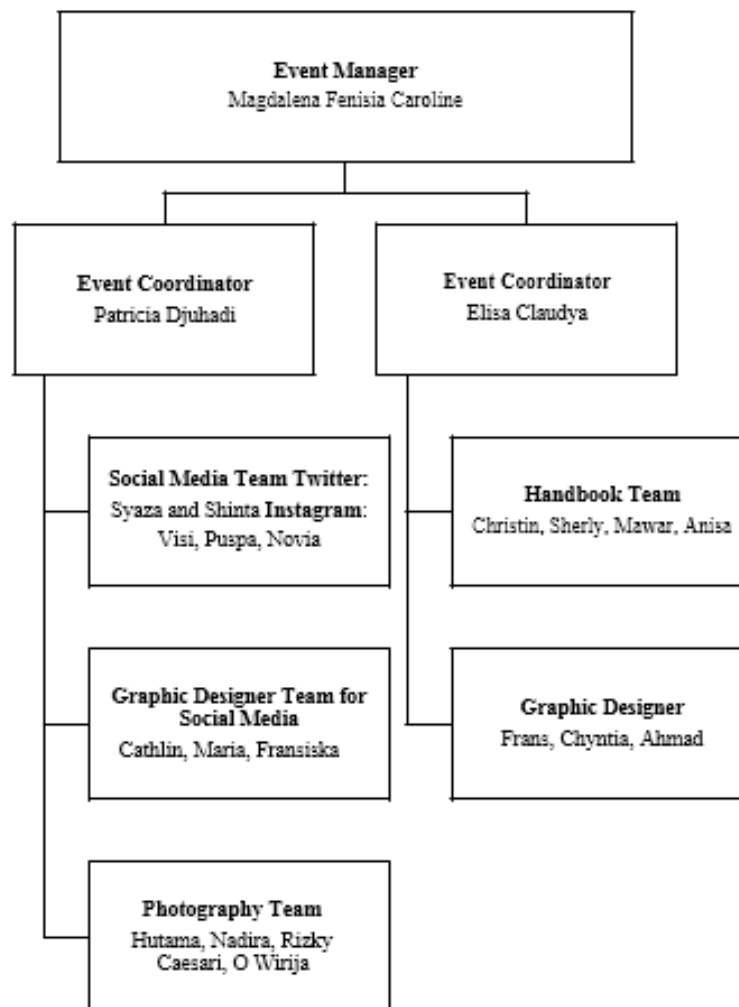 Event Manager
Magdalena Fenisia Caroline
Event Coordinator
Patricia Djuhadi
Event Coordinator
Elisa Claudya
Social Media Team Twitter:
Syaza and Shinta Instagram:
Visi, Puspa, Novia
Handbook Team
Christin, Sherly, Mawar, Anisa
Graphic Designer Team for
Social Media
Cathlin, Maria, Fransiska
Graphic Designer
Frans, Chyntia, Ahmad
Photography Team
Hutama, Nadira, Rizky
Caesari, O Wirija